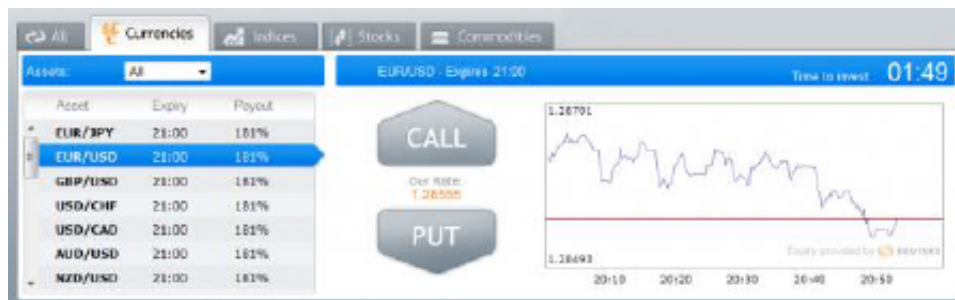 All Currencies Indices Stocks Commodities
Assets: All
EUR/USD - Expires 21:00 Time to invest 01:49
Asset Expiry Payout
EUR/JPY 21:00 181%
EUR/USD 21:00 181%
GBP/USD 21:00 181%
USD/CHF 21:00 181%
USD/CAD 21:00 181%
AUD/USD 21:00 181%
NZD/USD 21:00 181%
CALL
Our Rate:
PUT
1.28701
1.28493
Expiry provided by REUTERS
20:10 20:20 20:30 20:40 20:50